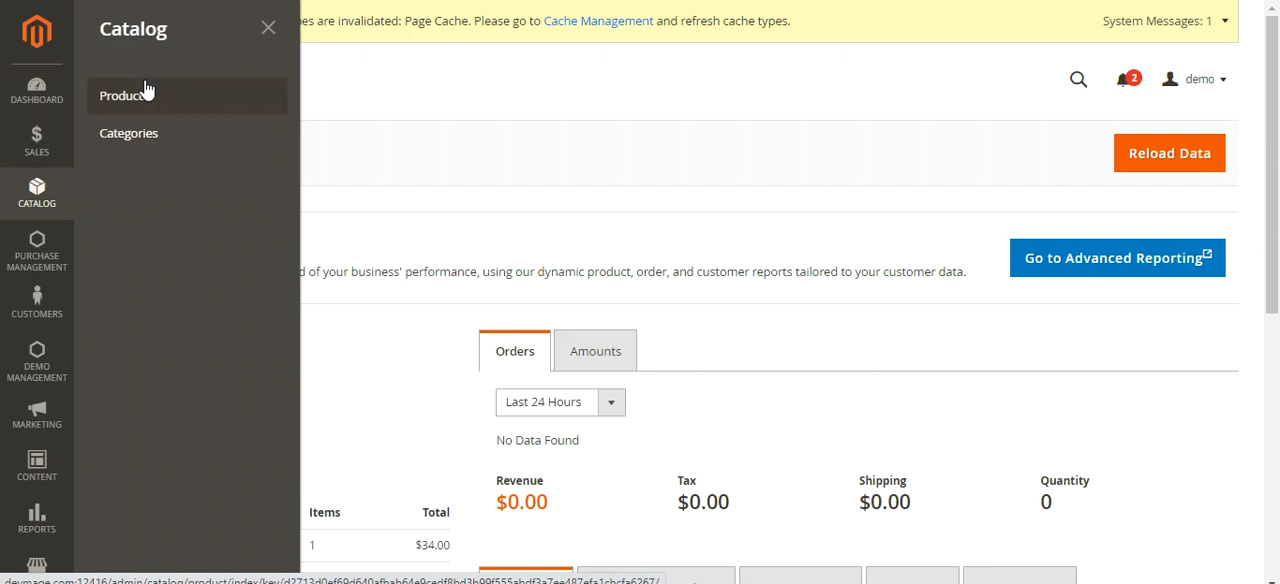 Catalog
es are invalidated: Page Cache. Please go to Cache Management and refresh cache types.
System Messages: 1
DASHBOARD
SALES
CATALOG
PURCHASE
MANAGEMENT
CUSTOMERS
DEMO
MANAGEMENT
MARKETING
CONTENT
REPORTS
Produc
Categories
2
demo
Reload Data
d of your business' performance, using our dynamic product, order, and customer reports tailored to your customer data.
Go to Advanced Reporting
Orders
Amounts
Last 24 Hours
No Data Found
Revenue
Tax
Shipping
Quantity
$0.00
$0.00
$0.00
0
Items
Total
1
$34.00